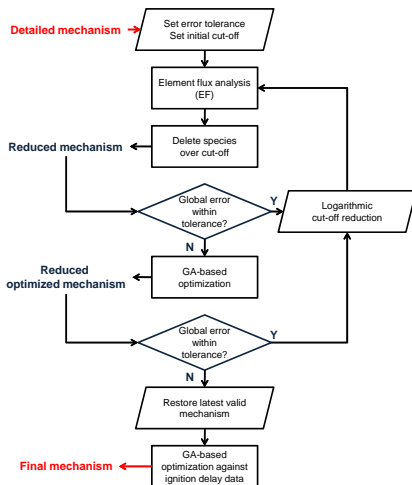 Detailed mechanism
Set error tolerance
Set initial cut-off
Element flux analysis
(EF)
Reduced mechanism
Delete species
over cut-off
Global error
within
tolerance?
Y
Logarithmic
cut-off reduction
N
Reduced
optimized mechanism
GA-based
optimization
Global error
within
tolerance?
Y
N
Restore latest valid
mechanism
Final mechanism
GA-based
optimization against
ignition delay data